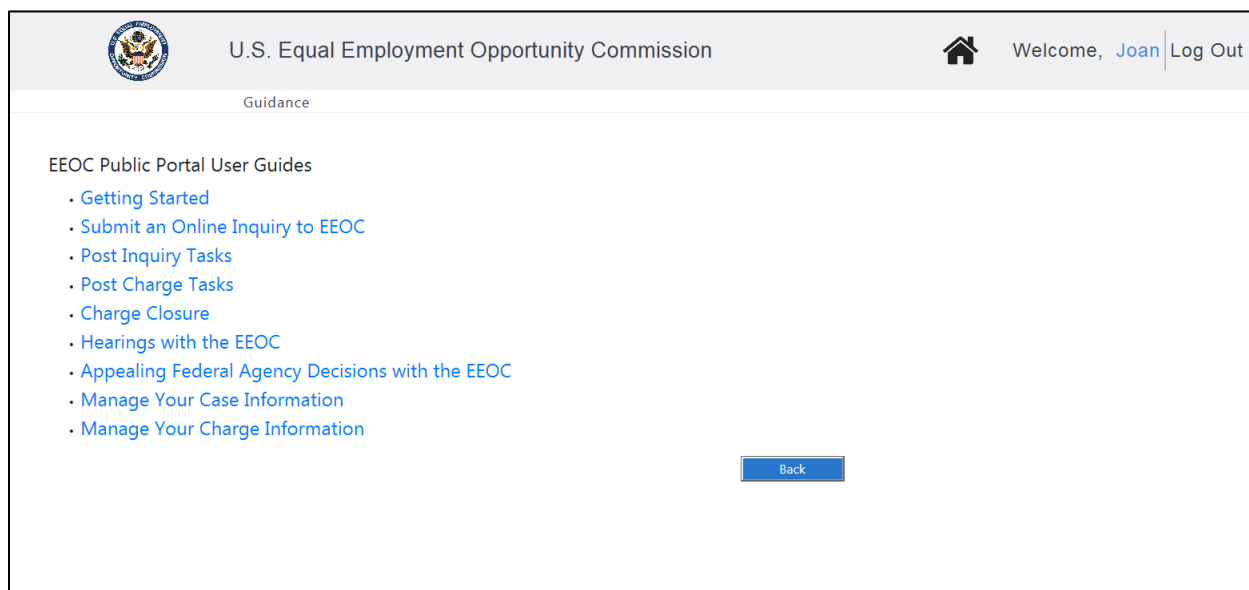 U.S. Equal Employment Opportunity Commission
Welcome, Joan Log Out
Guidance
EEOC Public Portal User Guides
• Getting Started
• Submit an Online Inquiry to EEOC
• Post Inquiry Tasks
• Post Charge Tasks
• Charge Closure
• Hearings with the EEOC
• Appealing Federal Agency Decisions with the EEOC
• Manage Your Case Information
• Manage Your Charge Information
Back